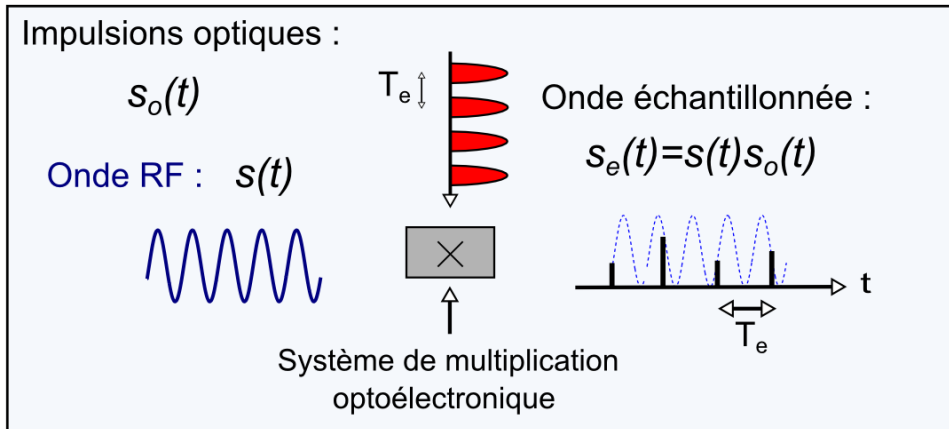 Impulsions optiques :
sₒ(t)
Tₑ
Onde RF : s(t)
Onde échantillonnée :
sₑ(t)=s(t)sₒ(t)
t
Tₑ
Système de multiplication
optoélectronique